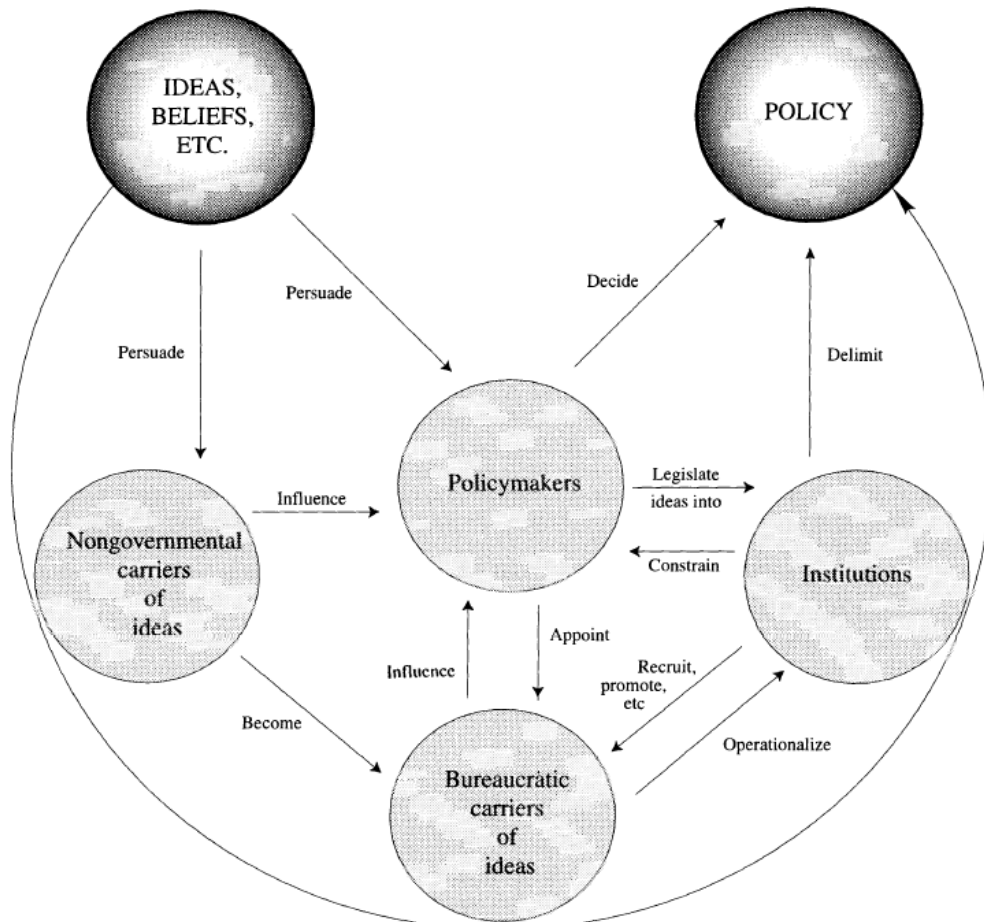 IDEAS,
BELIEFS,
ETC.
POLICY
Persuade
Decide
Persuade
Delimit
Policymakers
Legislate
ideas into
Influence
Nongovernmental
carriers
of
ideas
Constrain
Institutions
Appoint
Influence
Recruit,
promote,
etc
Become
Operationalize
Bureaucratic
carriers
of
ideas